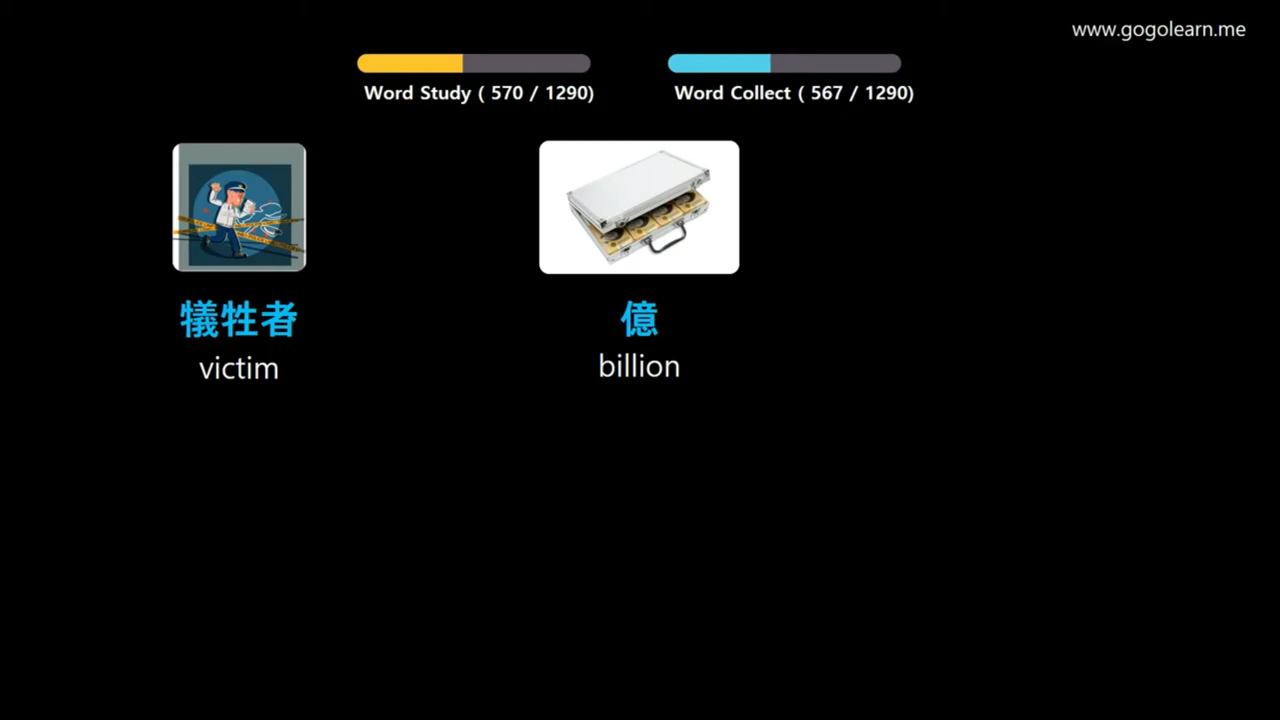 www.gogolearn.me
Word Study ( 570 / 1290)
Word Collect ( 567 / 1290)
犠牲者
victim
億
billion